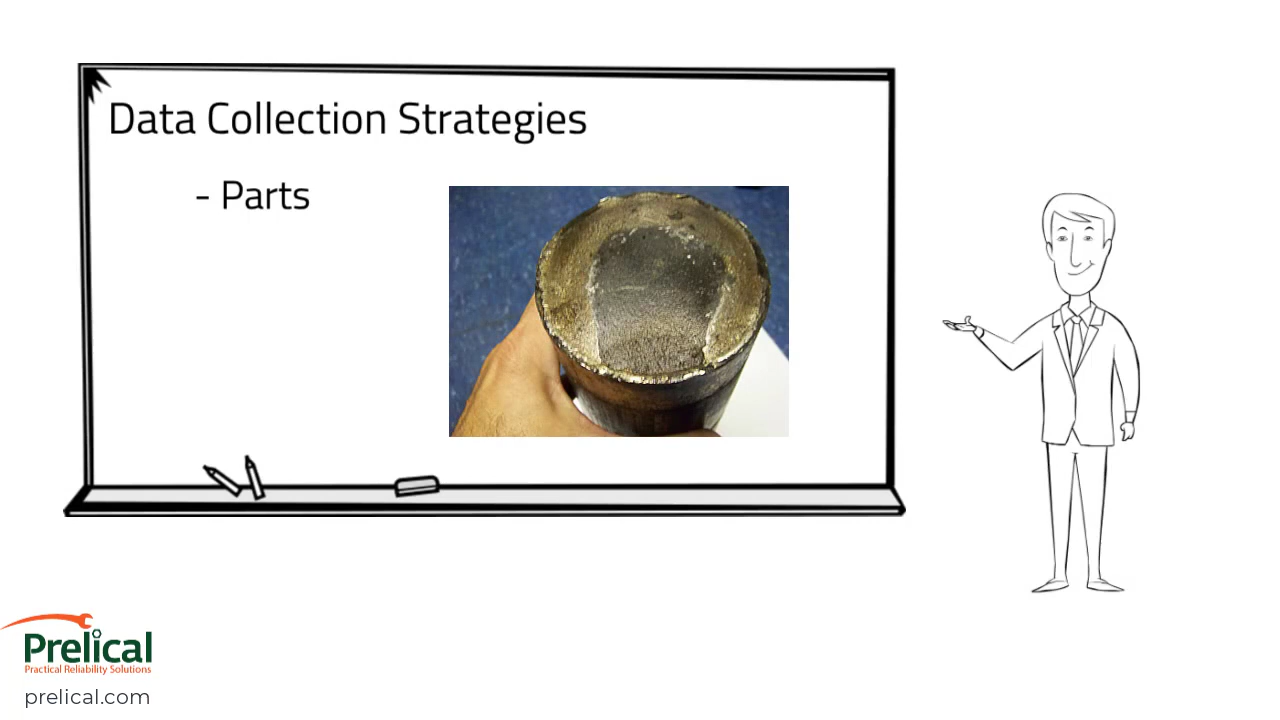 Data Collection Strategies
- Parts
Prelical
Practical Reliability Solutions
prelical.com